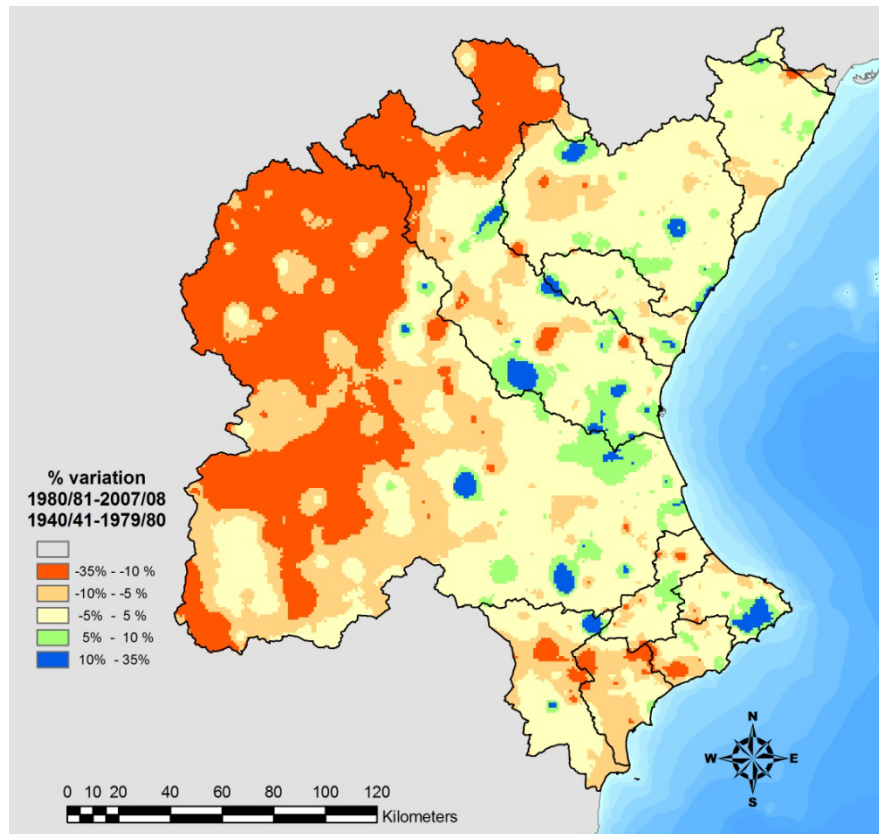 % variation
1980/81-2007/08
1940/41-1979/80
-35% - -10 %
-10% - -5 %
-5% - 5 %
5% - 10 %
10% - 35%
N
W E
S
0 10 20 40 60 80 100 120
Kilometers